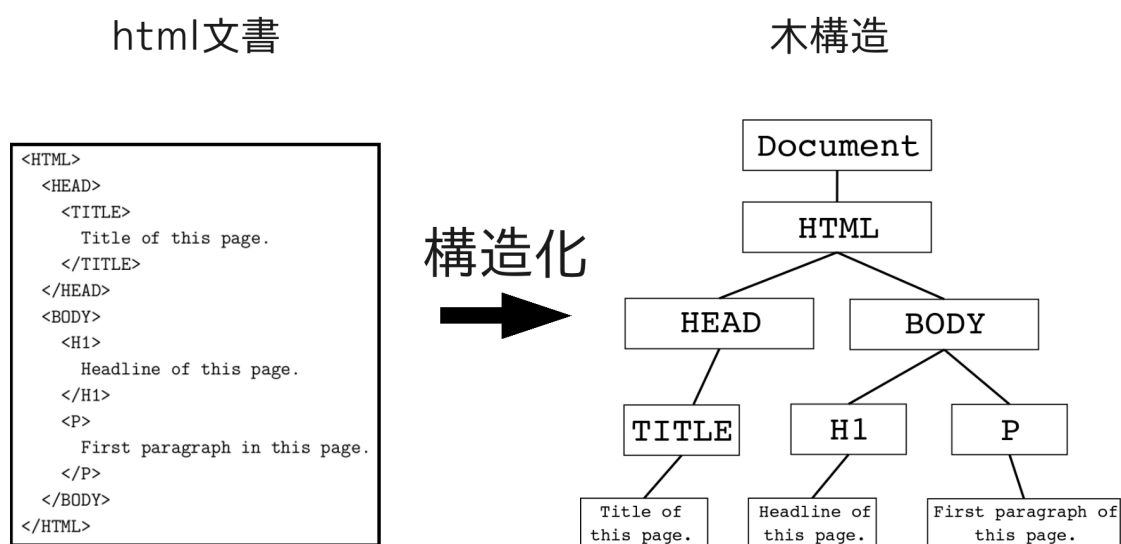 html文書
木構造
<HTML>
<HEAD>
<TITLE>
Title of this page.
</TITLE>
</HEAD>
<BODY>
<H1>
Headline of this page.
</H1>
<P>
First paragraph in this page.
</P>
</BODY>
</HTML>
構造化
Document
HTML
HEAD
BODY
TITLE
H1
P
Title of
this page.
Headline of
this page.
First paragraph of
this page.